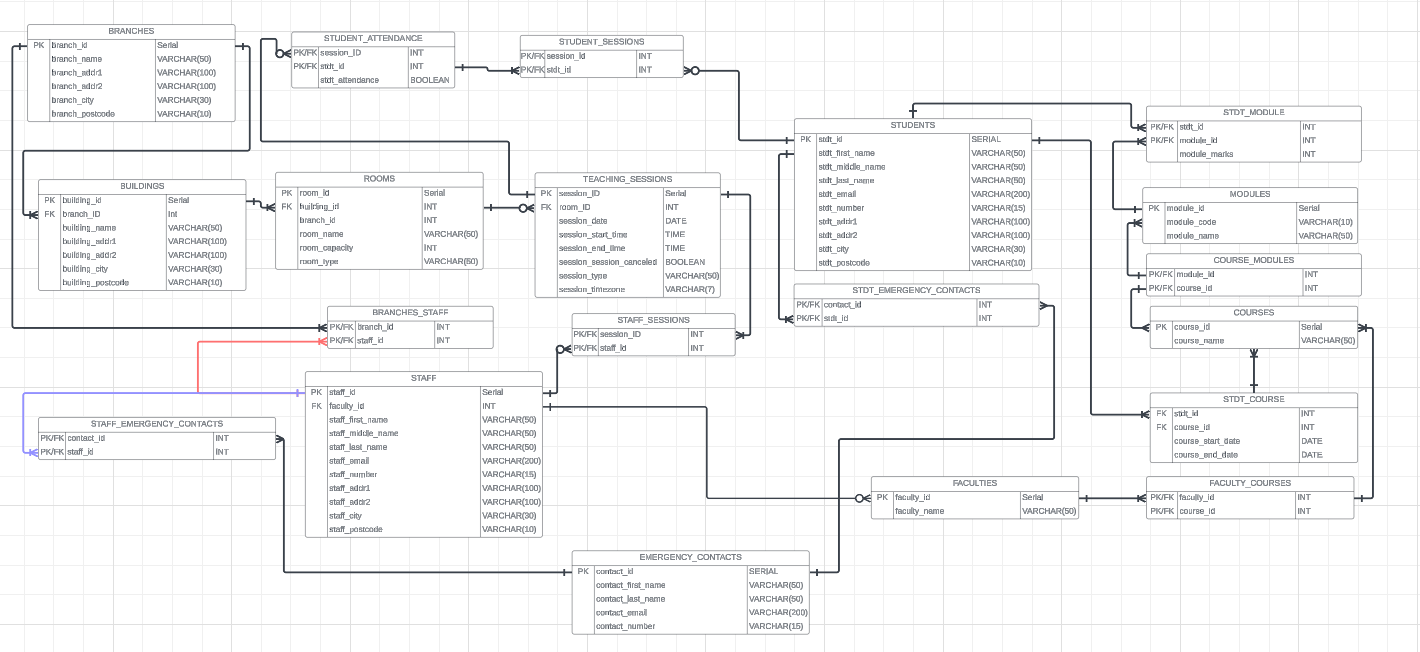 BRANCHES
PK branch_id Serial
branch_name VARCHAR(50)
branch_addr1 VARCHAR(100)
branch_addr2 VARCHAR(100)
branch_city VARCHAR(30)
branch_postcode VARCHAR(10)
STUDENT_ATTENDANCE
PK/FK session_ID INT
PK/FK stdt_id INT
stdt_attendance BOOLEAN
STUDENT_SESSIONS
PK/FK session_id INT
PK/FK stdt_id INT
STUDENTS
PK stdt_id SERIAL
stdt_first_name VARCHAR(50)
stdt_middle_name VARCHAR(50)
stdt_last_name VARCHAR(50)
stdt_email VARCHAR(200)
stdt_number VARCHAR(15)
stdt_addr1 VARCHAR(100)
stdt_addr2 VARCHAR(100)
stdt_city VARCHAR(30)
stdt_postcode VARCHAR(10)
STDT_MODULE
PK/FK stdt_id INT
PK/FK module_id INT
module_marks INT
BUILDINGS
PK building_id Serial
FK branch_ID Int
building_name VARCHAR(50)
building_addr1 VARCHAR(100)
building_addr2 VARCHAR(100)
building_city VARCHAR(30)
building_postcode VARCHAR(10)
ROOMS
PK room_id Serial
FK building_id INT
branch_id INT
room_name VARCHAR(50)
room_capacity INT
room_type VARCHAR(50)
TEACHING_SESSIONS
PK session_ID Serial
FK room_ID INT
session_date DATE
session_start_time TIME
session_end_time TIME
session_session_canceled BOOLEAN
session_type VARCHAR(50)
session_timezone VARCHAR(7)
MODULES
PK module_id Serial
module_code VARCHAR(10)
module_name VARCHAR(50)
COURSE_MODULES
PK/FK module_id INT
PK/FK course_id INT
STDT_EMERGENCY_CONTACTS
PK/FK contact_id INT
PK/FK stdt_id INT
BRANCHES_STAFF
PK/FK branch_id INT
PK/FK staff_id INT
STAFF_SESSIONS
PK/FK session_ID INT
PK/FK staff_id INT
COURSES
PK course_id Serial
course_name VARCHAR(50)
STAFF
PK staff_id Serial
FK faculty_id INT
staff_first_name VARCHAR(50)
staff_middle_name VARCHAR(50)
staff_last_name VARCHAR(50)
staff_email VARCHAR(200)
staff_number VARCHAR(15)
staff_addr1 VARCHAR(100)
staff_addr2 VARCHAR(100)
staff_city VARCHAR(30)
staff_postcode VARCHAR(10)
STDT_COURSE
FK stdt_id INT
FK course_id INT
course_start_date DATE
course_end_date DATE
STAFF_EMERGENCY_CONTACTS
PK/FK contact_id INT
PK/FK staff_id INT
FACULTIES
PK faculty_id Serial
faculty_name VARCHAR(50)
FACULTY_COURSES
PK/FK faculty_id INT
PK/FK course_id INT
EMERGENCY_CONTACTS
PK contact_id SERIAL
contact_first_name VARCHAR(50)
contact_last_name VARCHAR(50)
contact_email VARCHAR(200)
contact_number VARCHAR(15)